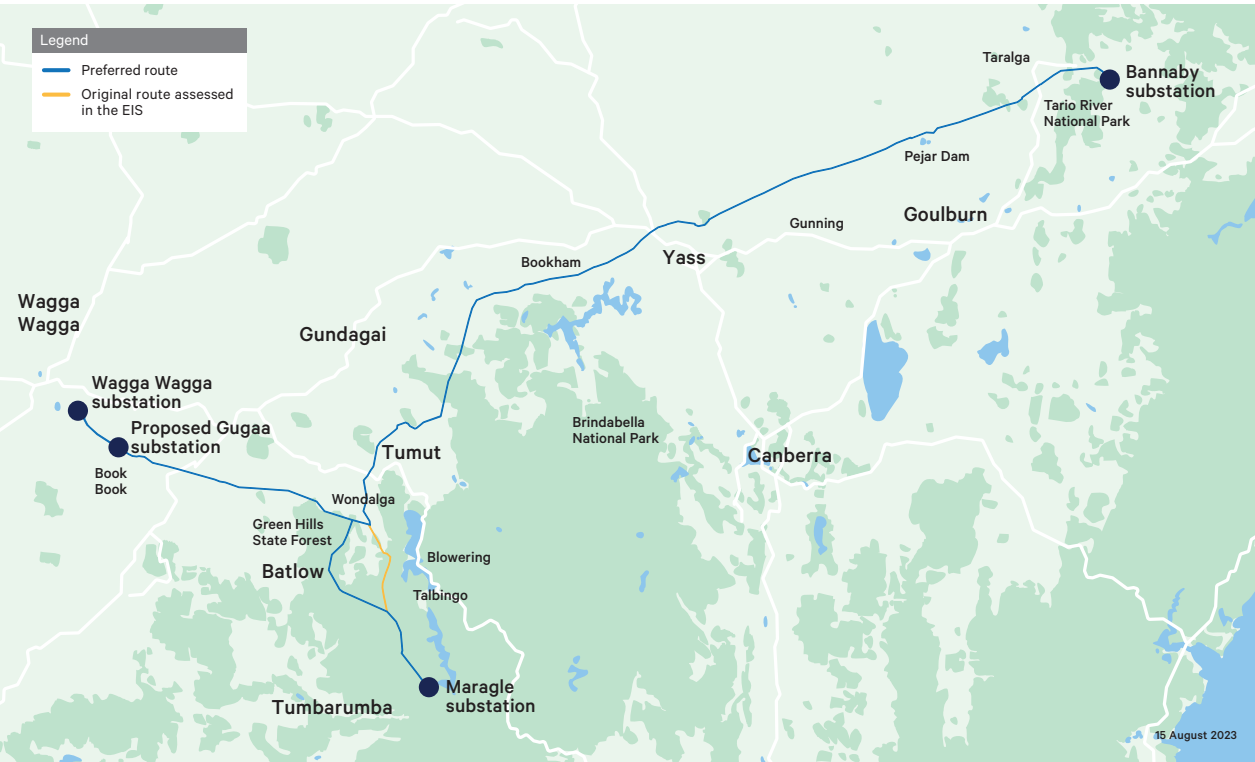 Legend
Preferred route
Original route assessed
in the EIS
Taralga
Bannaby
substation
Tario River
National Park
Pejar Dam
Goulburn
Gunning
Yass
Bookham
Wagga
Wagga
Gundagai
Wagga Wagga
substation
Proposed Gugaa
substation
Book
Book
Brindabella
National Park
Tumut
Canberra
Wondalga
Green Hills
State Forest
Batlow
Blowering
Talbingo
Maragle
substation
Tumbarumba
15 August 2023